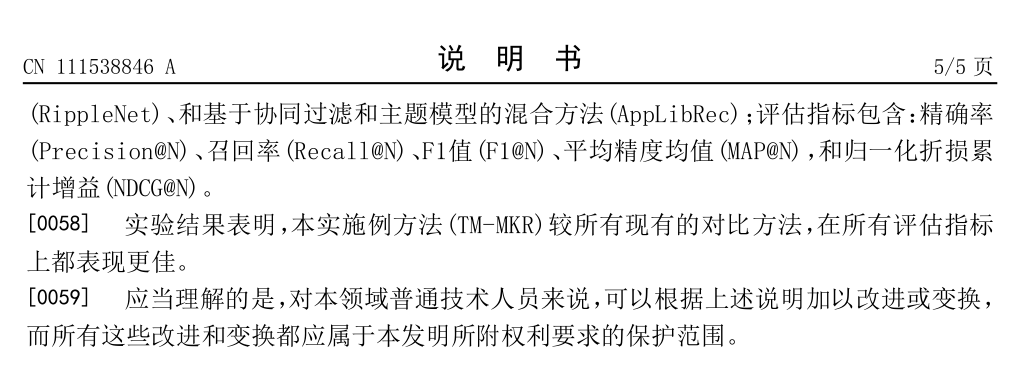 CN 111538846 A
说 明 书
5/5 页
(RippleNet)、和基于协同过滤和主题模型的混合方法(AppLibRec);评估指标包含:精确率
(Precision@N)、召回率(Recall@N)、F1值(F1@N)、平均精度均值(MAP@N),和归一化折损累
计增益(NDCG@N)。
[0058] 实验结果表明,本实施例方法(TM-MKR)较所有现有的对比方法,在所有评估指标
上都表现更佳。
[0059] 应当理解的是,对本领域普通技术人员来说,可以根据上述说明加以改进或变换,
而所有这些改进和变换都应属于本发明所附权利要求的保护范围。